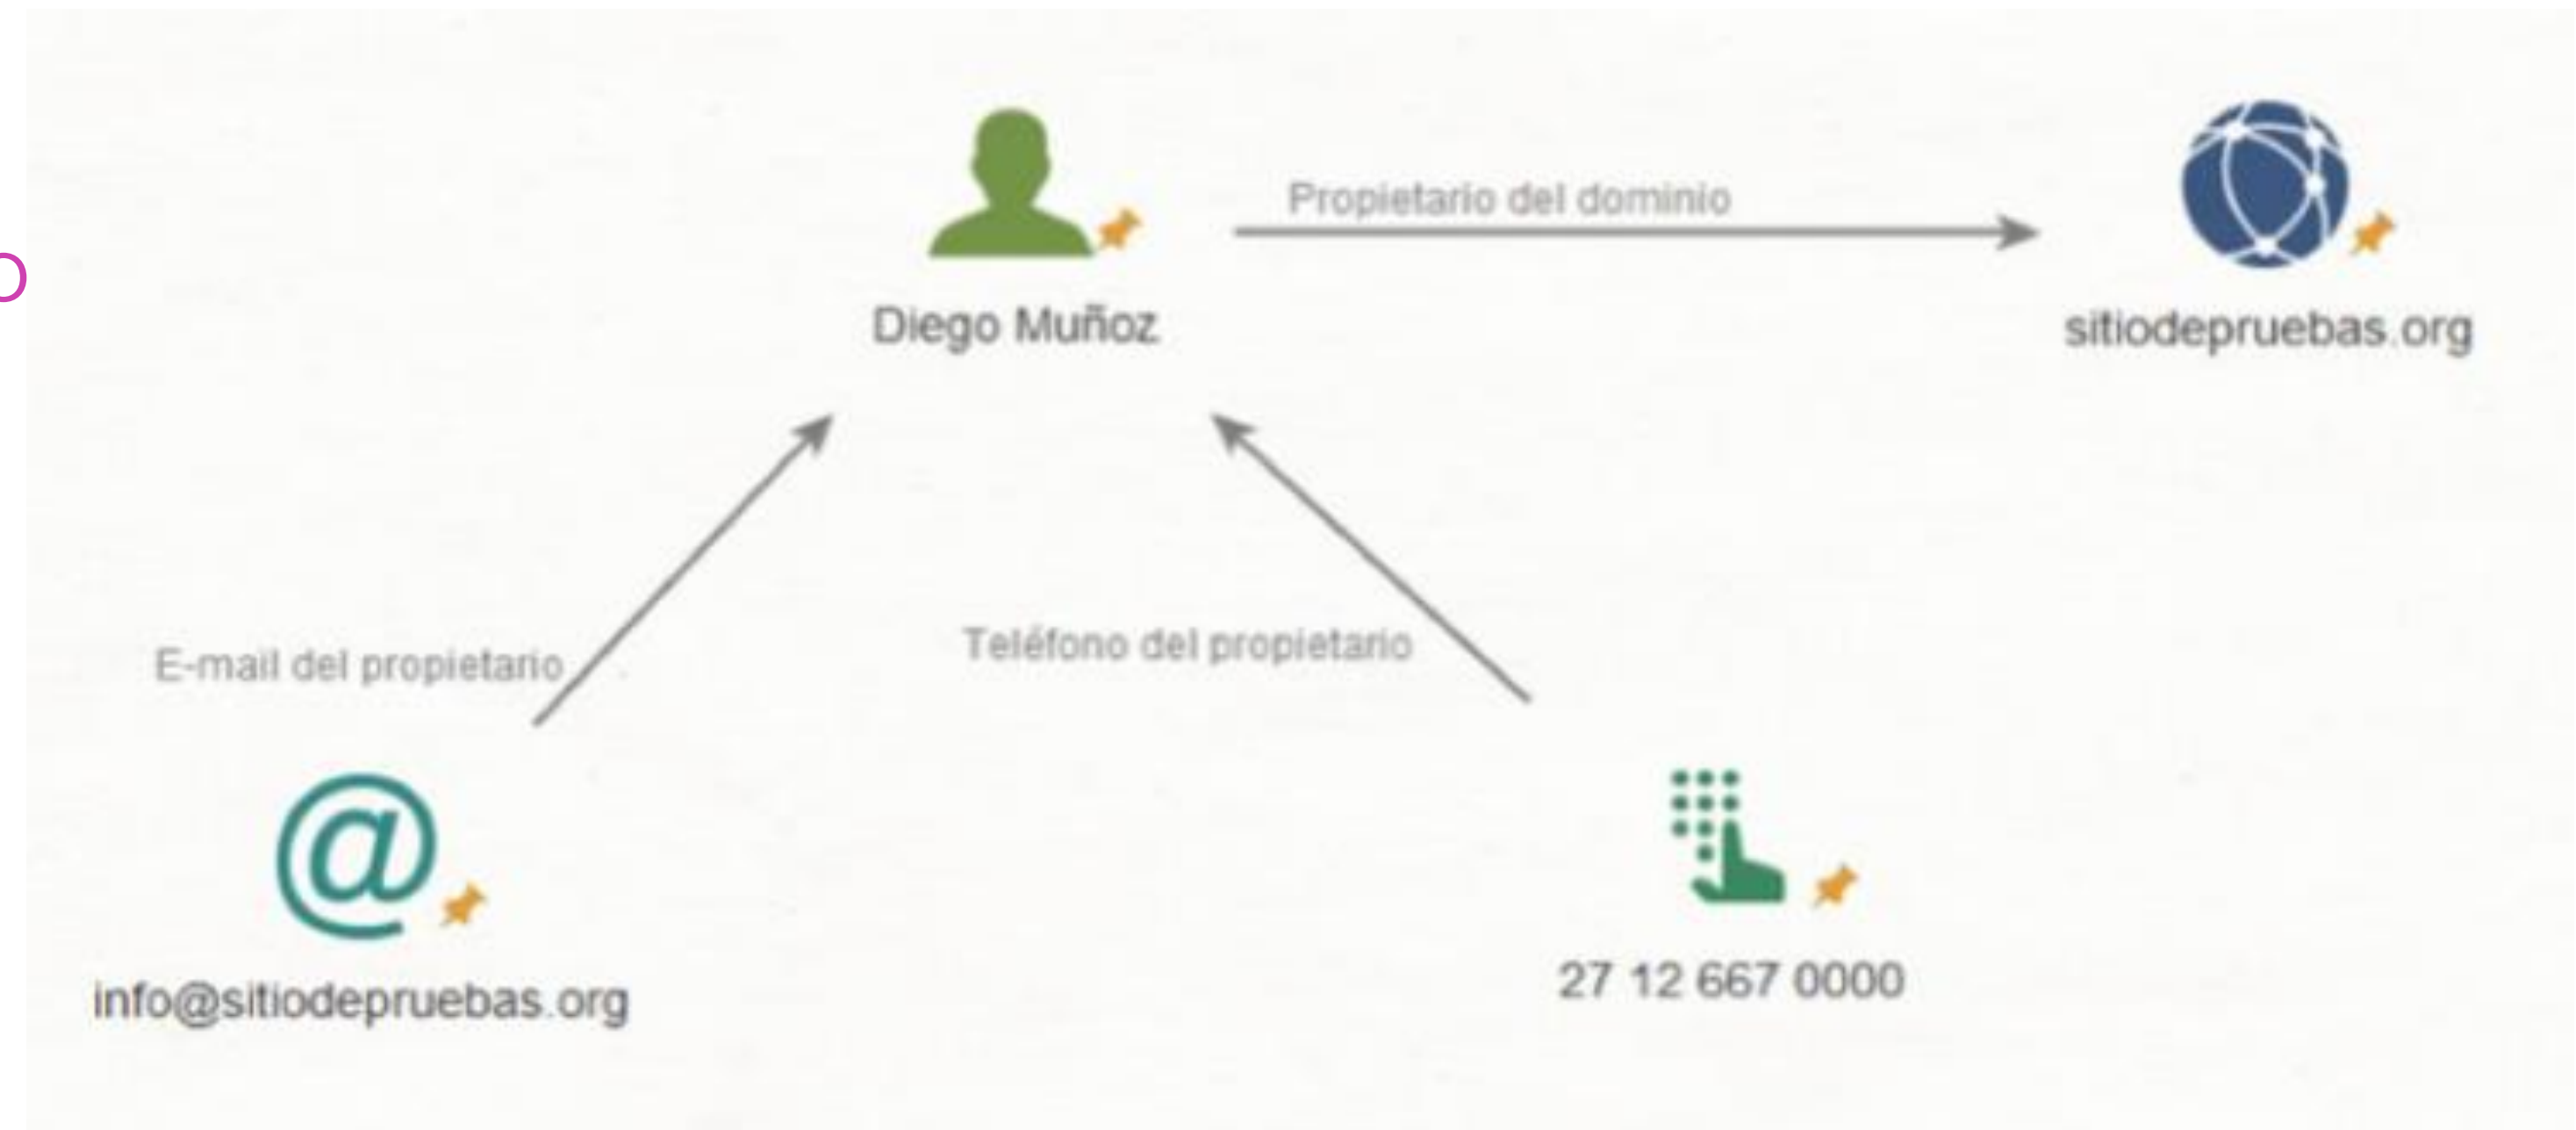 Propietario del dominio
Diego Muñoz
sitiodepruebas.org
E-mail del propietario
Teléfono del propietario
info@sitiodepruebas.org
27 12 667 0000